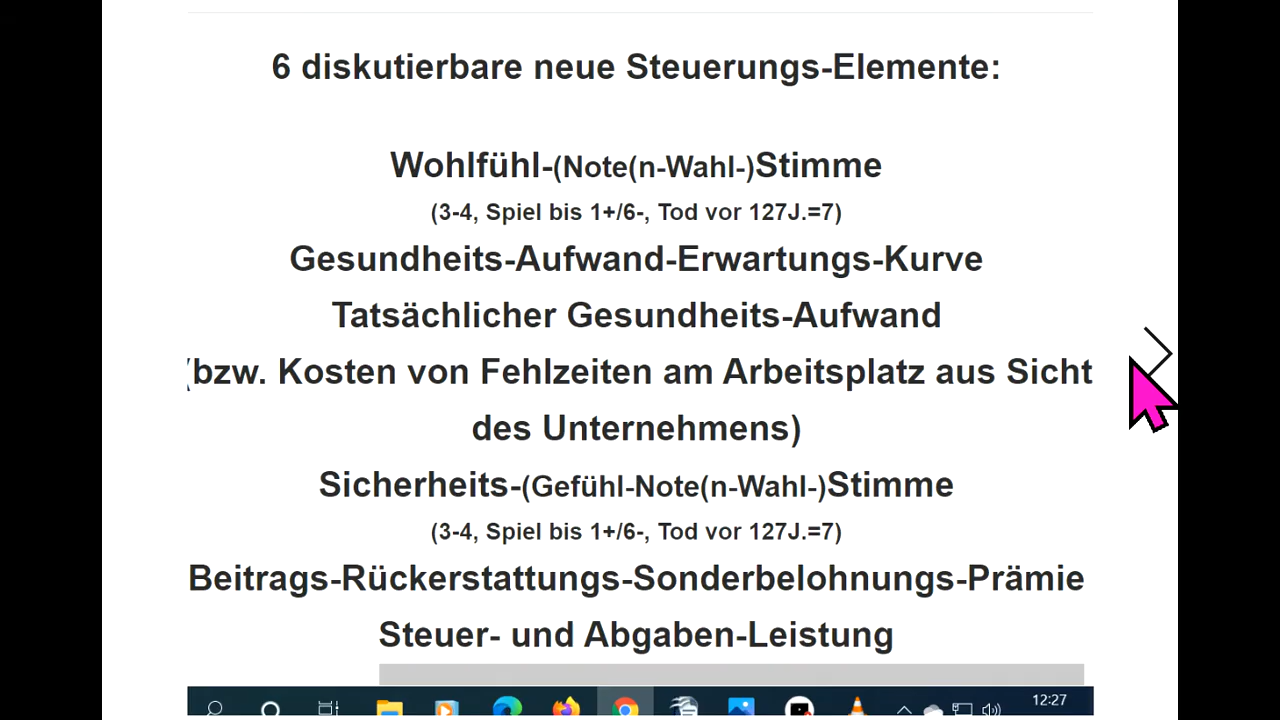 6 diskutierbare neue Steuerungs-Elemente:
Wohlfühl-(Note(n-Wahl-)Stimme
(3-4, Spiel bis 1+/6-, Tod vor 127J.=7)
Gesundheits-Aufwand-Erwartungs-Kurve
Tatsächlicher Gesundheits-Aufwand
(bzw. Kosten von Fehlzeiten am Arbeitsplatz aus Sicht
des Unternehmens)
Sicherheits-(Gefühl-Note(n-Wahl-)Stimme
(3-4, Spiel bis 1+/6-, Tod vor 127J.=7)
Beitrags-Rückerstattungs-Sonderbelohnungs-Prämie
Steuer- und Abgaben-Leistung
12:27